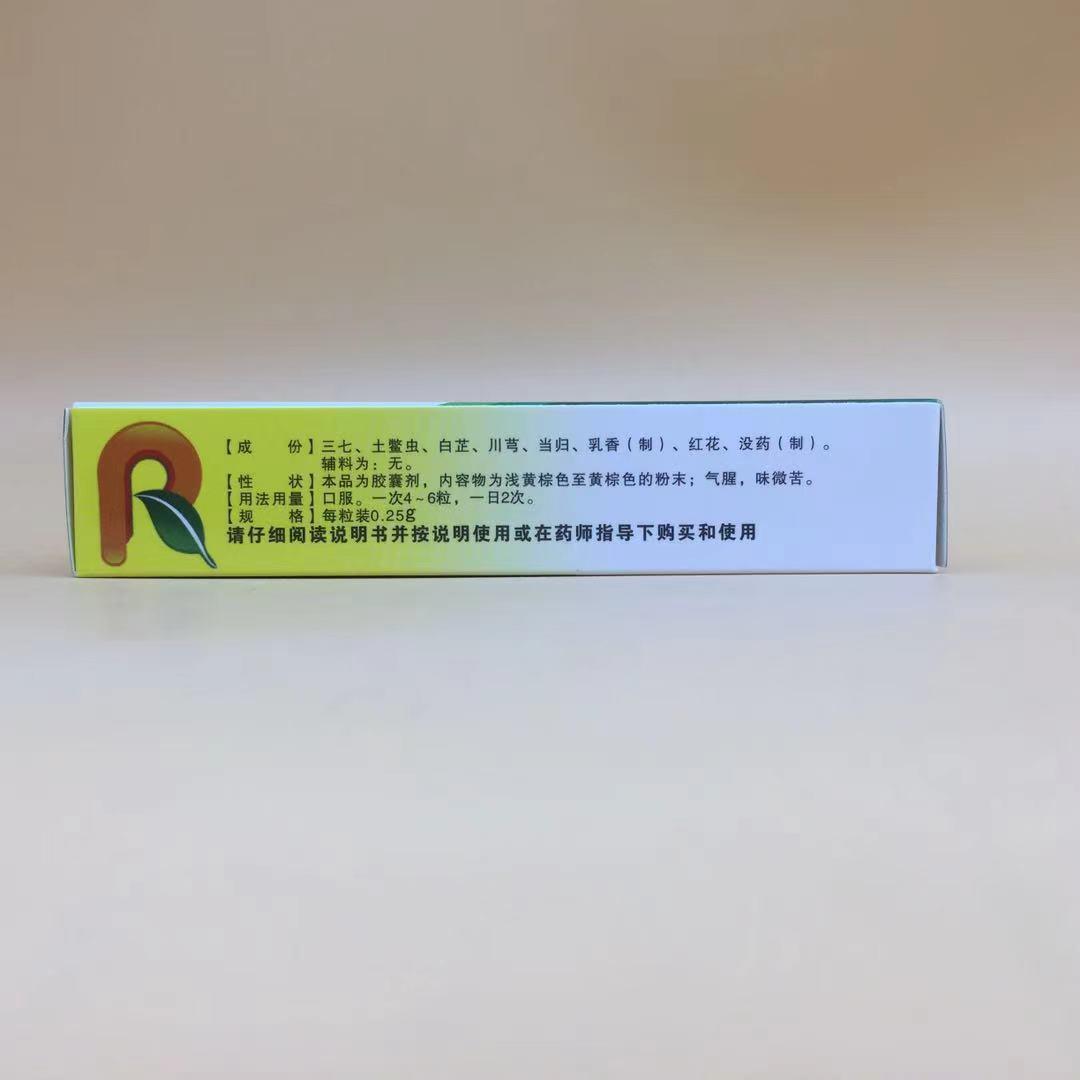 【成　份】三七、土鳖虫、白芷、川芎、当归、乳香（制）、红花、没药（制）。
辅料为：无。
【性　状】本品为胶囊剂，内容物为浅黄棕色至黄棕色的粉末；气腥，味微苦。
【用法用量】口服。一次4~6粒，一日2次。
【规　格】每粒装0.25g
请仔细阅读说明书并按说明使用或在药师指导下购买和使用